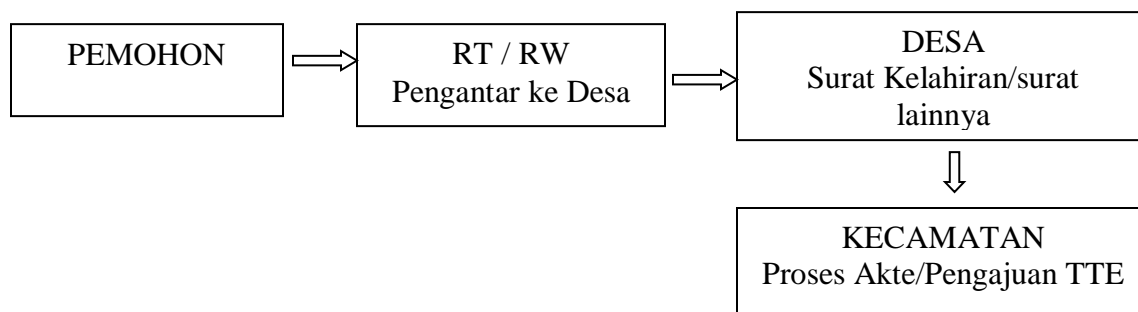 PEMOHON
RT / RW
Pengantar ke Desa
DESA
Surat Kelahiran/surat
lainnya
KECAMATAN
Proses Akte/Pengajuan TTE